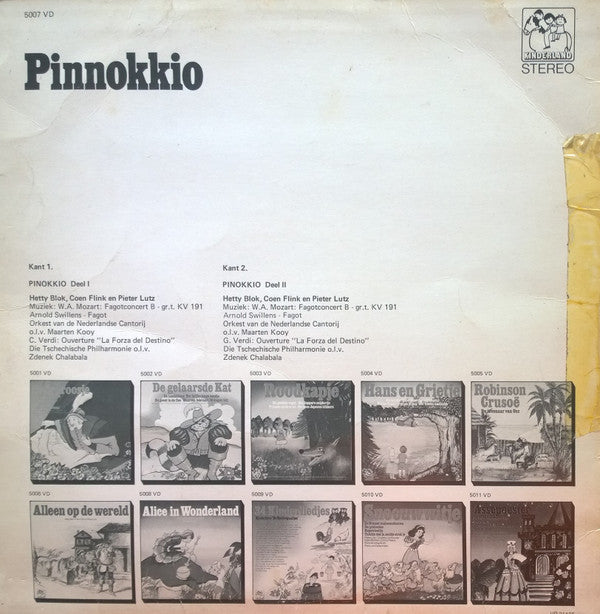 5007 VD
KINDERLAND
STEREO
Pinnokkio
Kant 1.
PINOKKIO Deel I
Hetty Blok, Coen Flink en Pieter Lutz
Muziek: W.A. Mozart: Fagotconcert B - gr.t. KV 191
Arnold Swillens - Fagot
Orkest van de Nederlandse Cantorij
o.l.v. Maarten Kooy
C. Verdi: Ouverture "La Forza del Destino"
Die Tschechische Philharmonie o.l.v.
Zdenek Chalabala
Kant 2.
PINOKKIO Deel II
Hetty Blok, Coen Flink en Pieter Lutz
Muziek: W.A. Mozart: Fagotconcert B - gr.t. KV 191
Arnold Swillens - Fagot
Orkest van de Nederlandse Cantorij
o.l.v. Maarten Kooy
G. Verdi: Ouverture "La Forza del Destino"
Die Tschechische Philharmonie o.l.v.
Zdenek Chalabala
5001 VD
5002 VD
5003 VD
5004 VD
5005 VD
De gelaarsde Kat
Roodkapje
Hans en Grietje
Robinson
Crusoë
5006 VD
5008 VD
5009 VD
5010 VD
5011 VD
Alleen op de wereld
Alice in Wonderland
34 Kinderliedjes
Sneeuwwitje
Assepoester